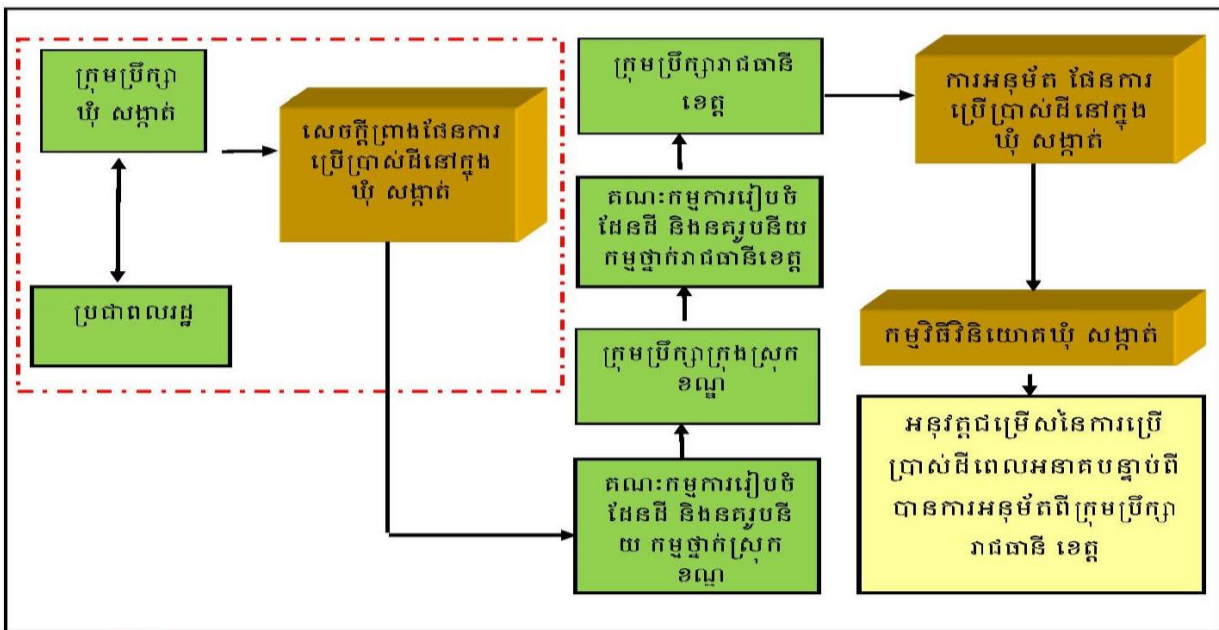 ក្រុមប្រឹក្សា
ឃុំ សង្កាត់
ប្រជាពលរដ្ឋ
សេចក្តីព្រាងផែនការ
ប្រើប្រាស់ដីនៅក្នុង
ឃុំ សង្កាត់
ក្រុមប្រឹក្សារាជធានី
ខេត្ត
គណះកម្មការរៀបចំ
ដែនដី និងនគរូបនីយ
កម្មថ្នាក់រាជធានីខេត្ត
ក្រុមប្រឹក្សាក្រុងស្រុក
ខណ្ឌ
គណះកម្មការរៀបចំ
ដែនដី និងនគរូបនី
យ កម្មថ្នាក់ស្រុក
ខណ្ឌ
ការអនុម័ត ផែនការ
ប្រើប្រាស់ដីនៅក្នុង
ឃុំ សង្កាត់
កម្មវិធីវិនិយោគឃុំ សង្កាត់
អនុវត្តជម្រើសនៃការប្រើ
ប្រាស់ដីពេលអនាគបន្ទាប់ពី
បានការអនុម័តពីក្រុមប្រឹក្សា
រាជធានី ខេត្ត